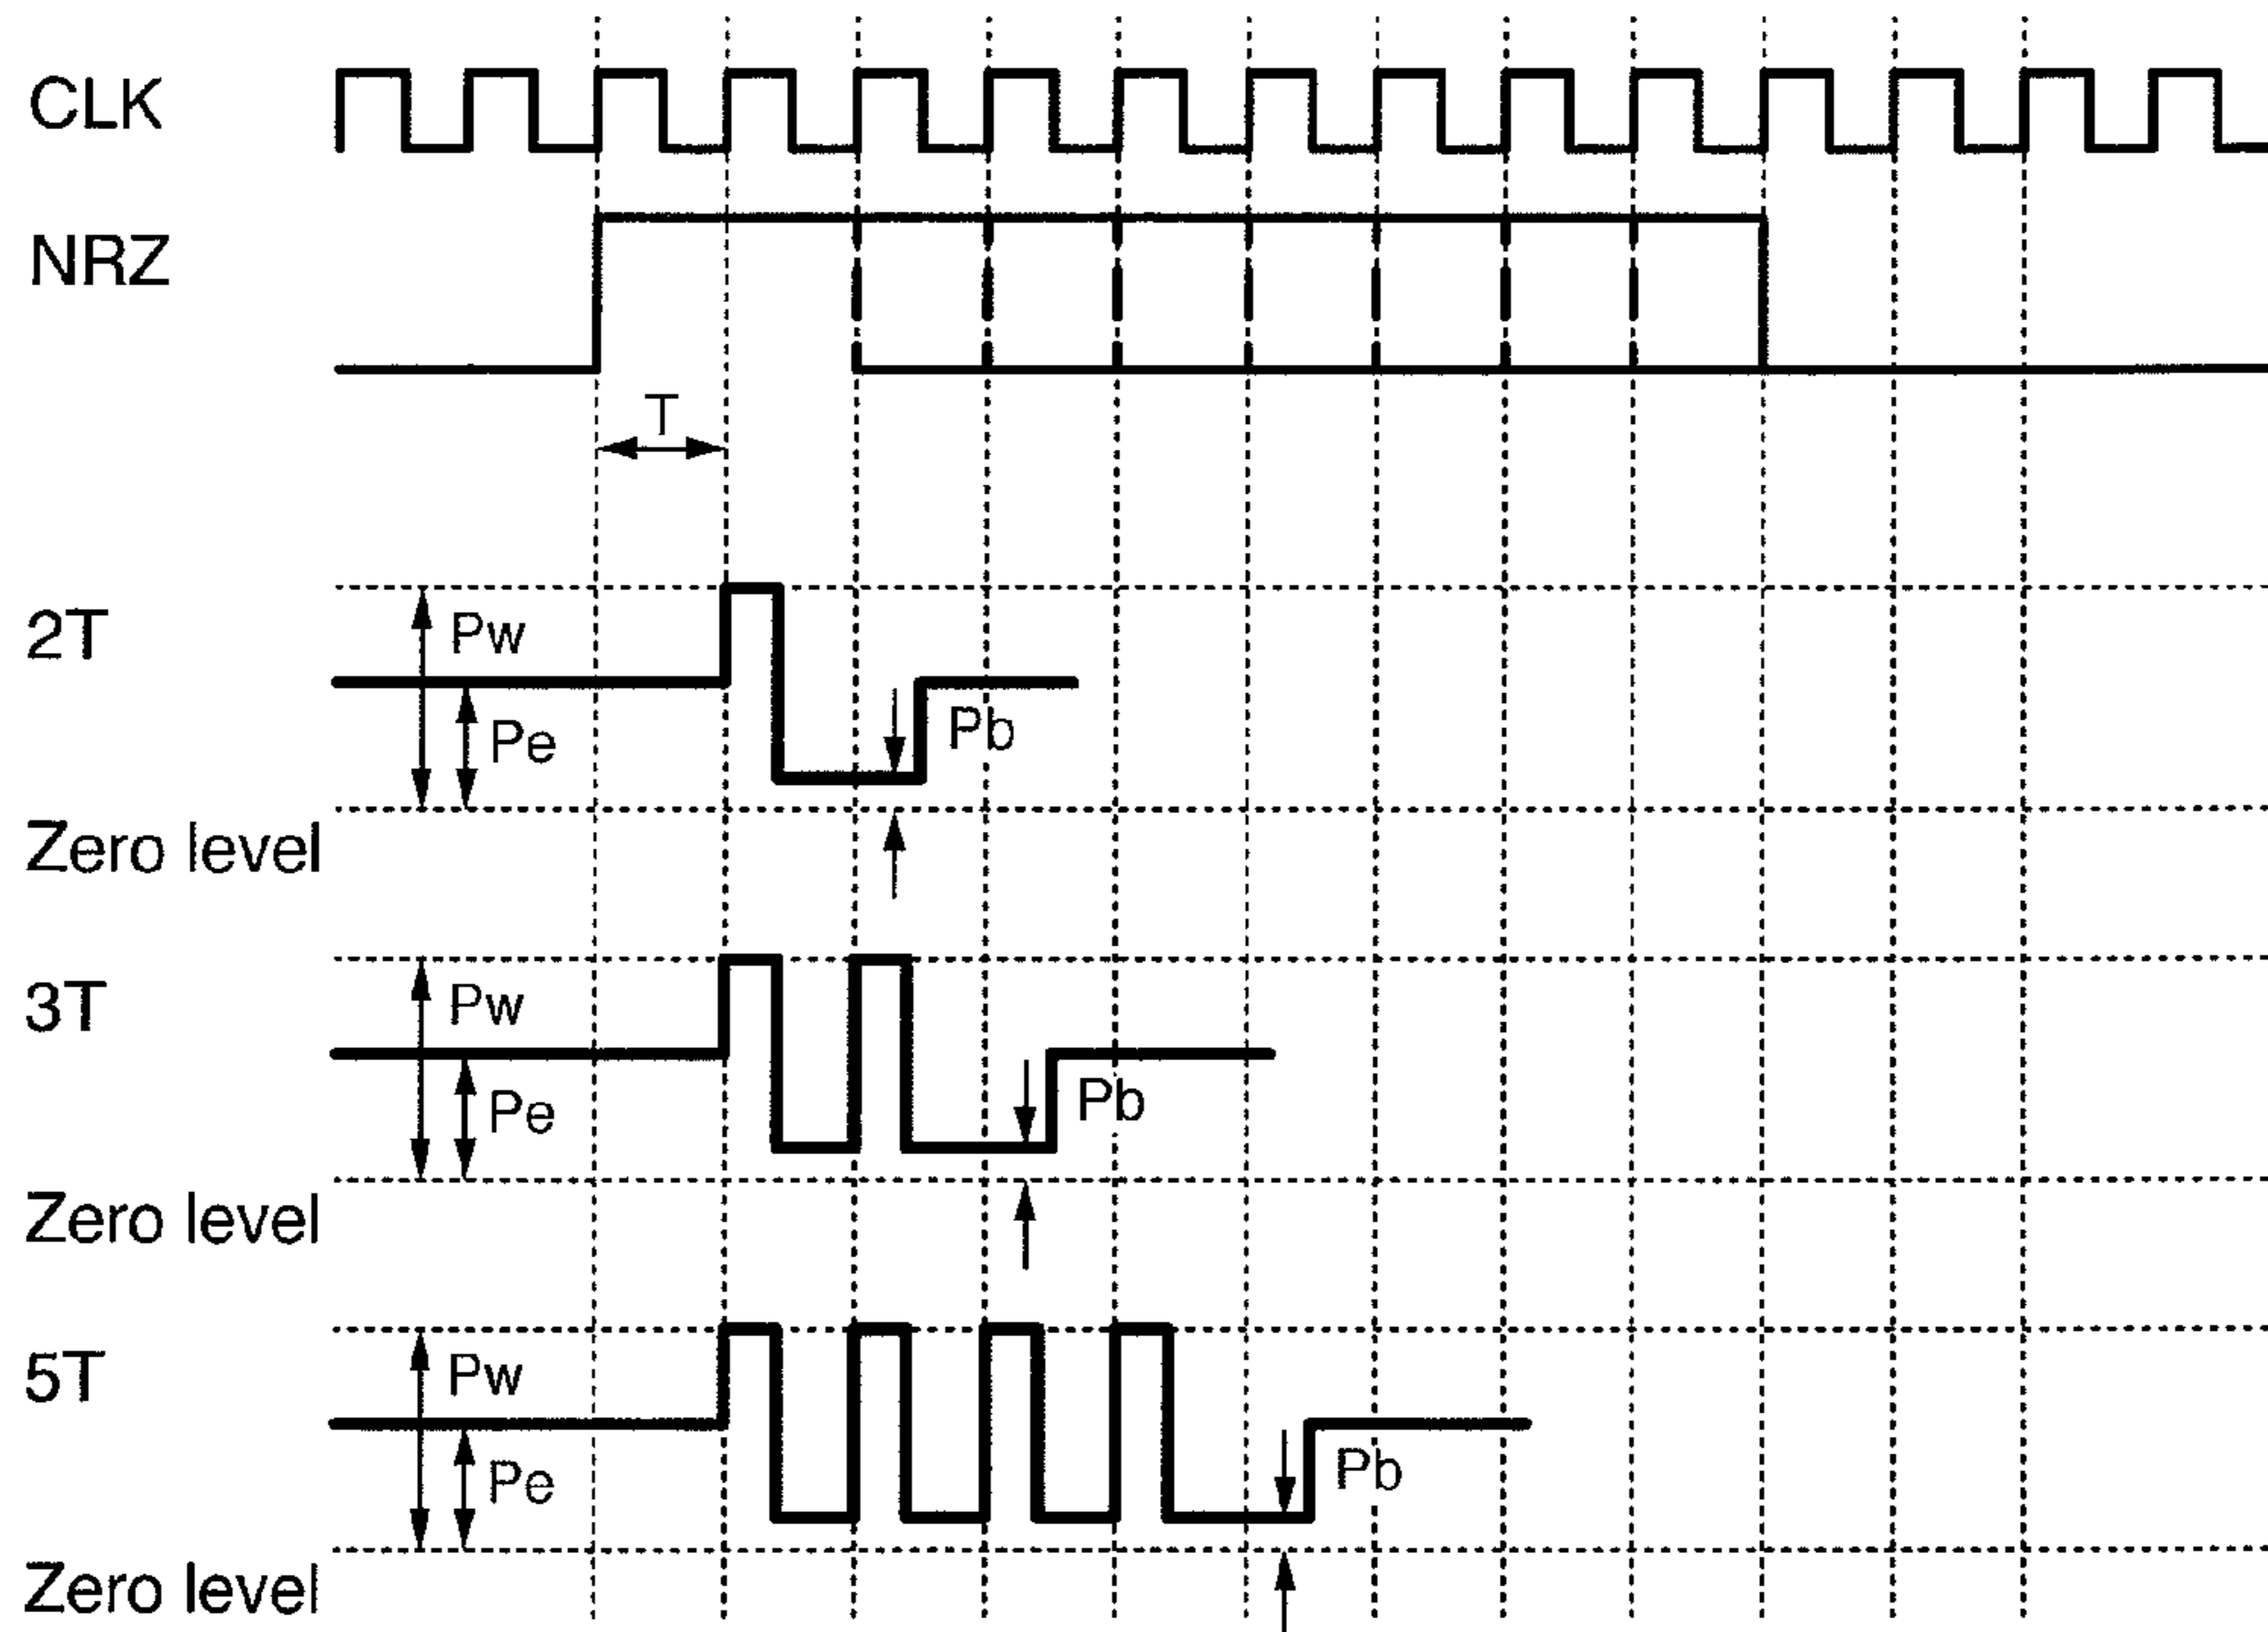 CLK
NRZ
T
2T
Pw
Pe
Pb
Zero level
3T
Pw
Pe
Pb
Zero level
5T
Pw
Pe
Pb
Zero level